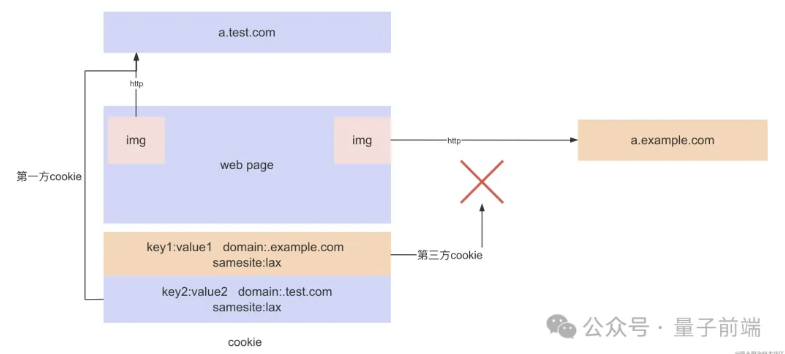 a.test.com
http
img
img
http
a.example.com
web page
第一方cookie
key1:value1 domain:.example.com
samesite:lax
第三方cookie
key2:value2 domain:.test.com
samesite:lax
公众号 · 量子前端
cookie